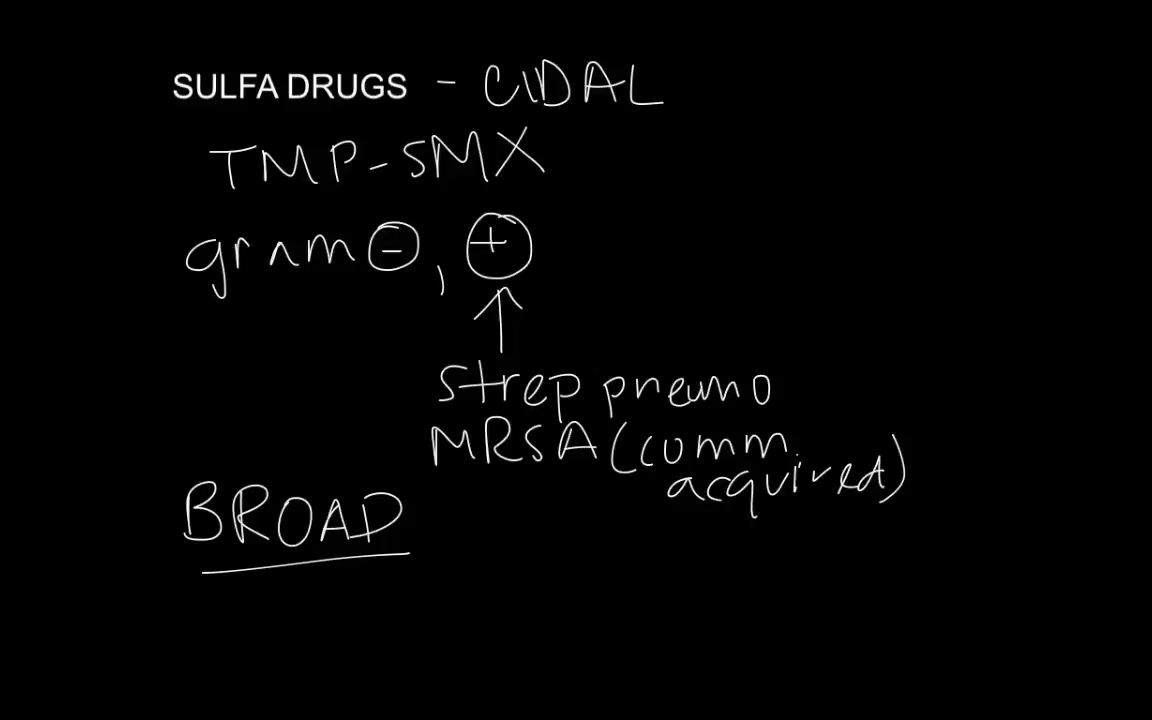 SULFA DRUGS - CIDAL
TMP-SMX
gram ⊖, ⊕
↑
strep pneumo
MRSA (comm.
acquired)
BROAD